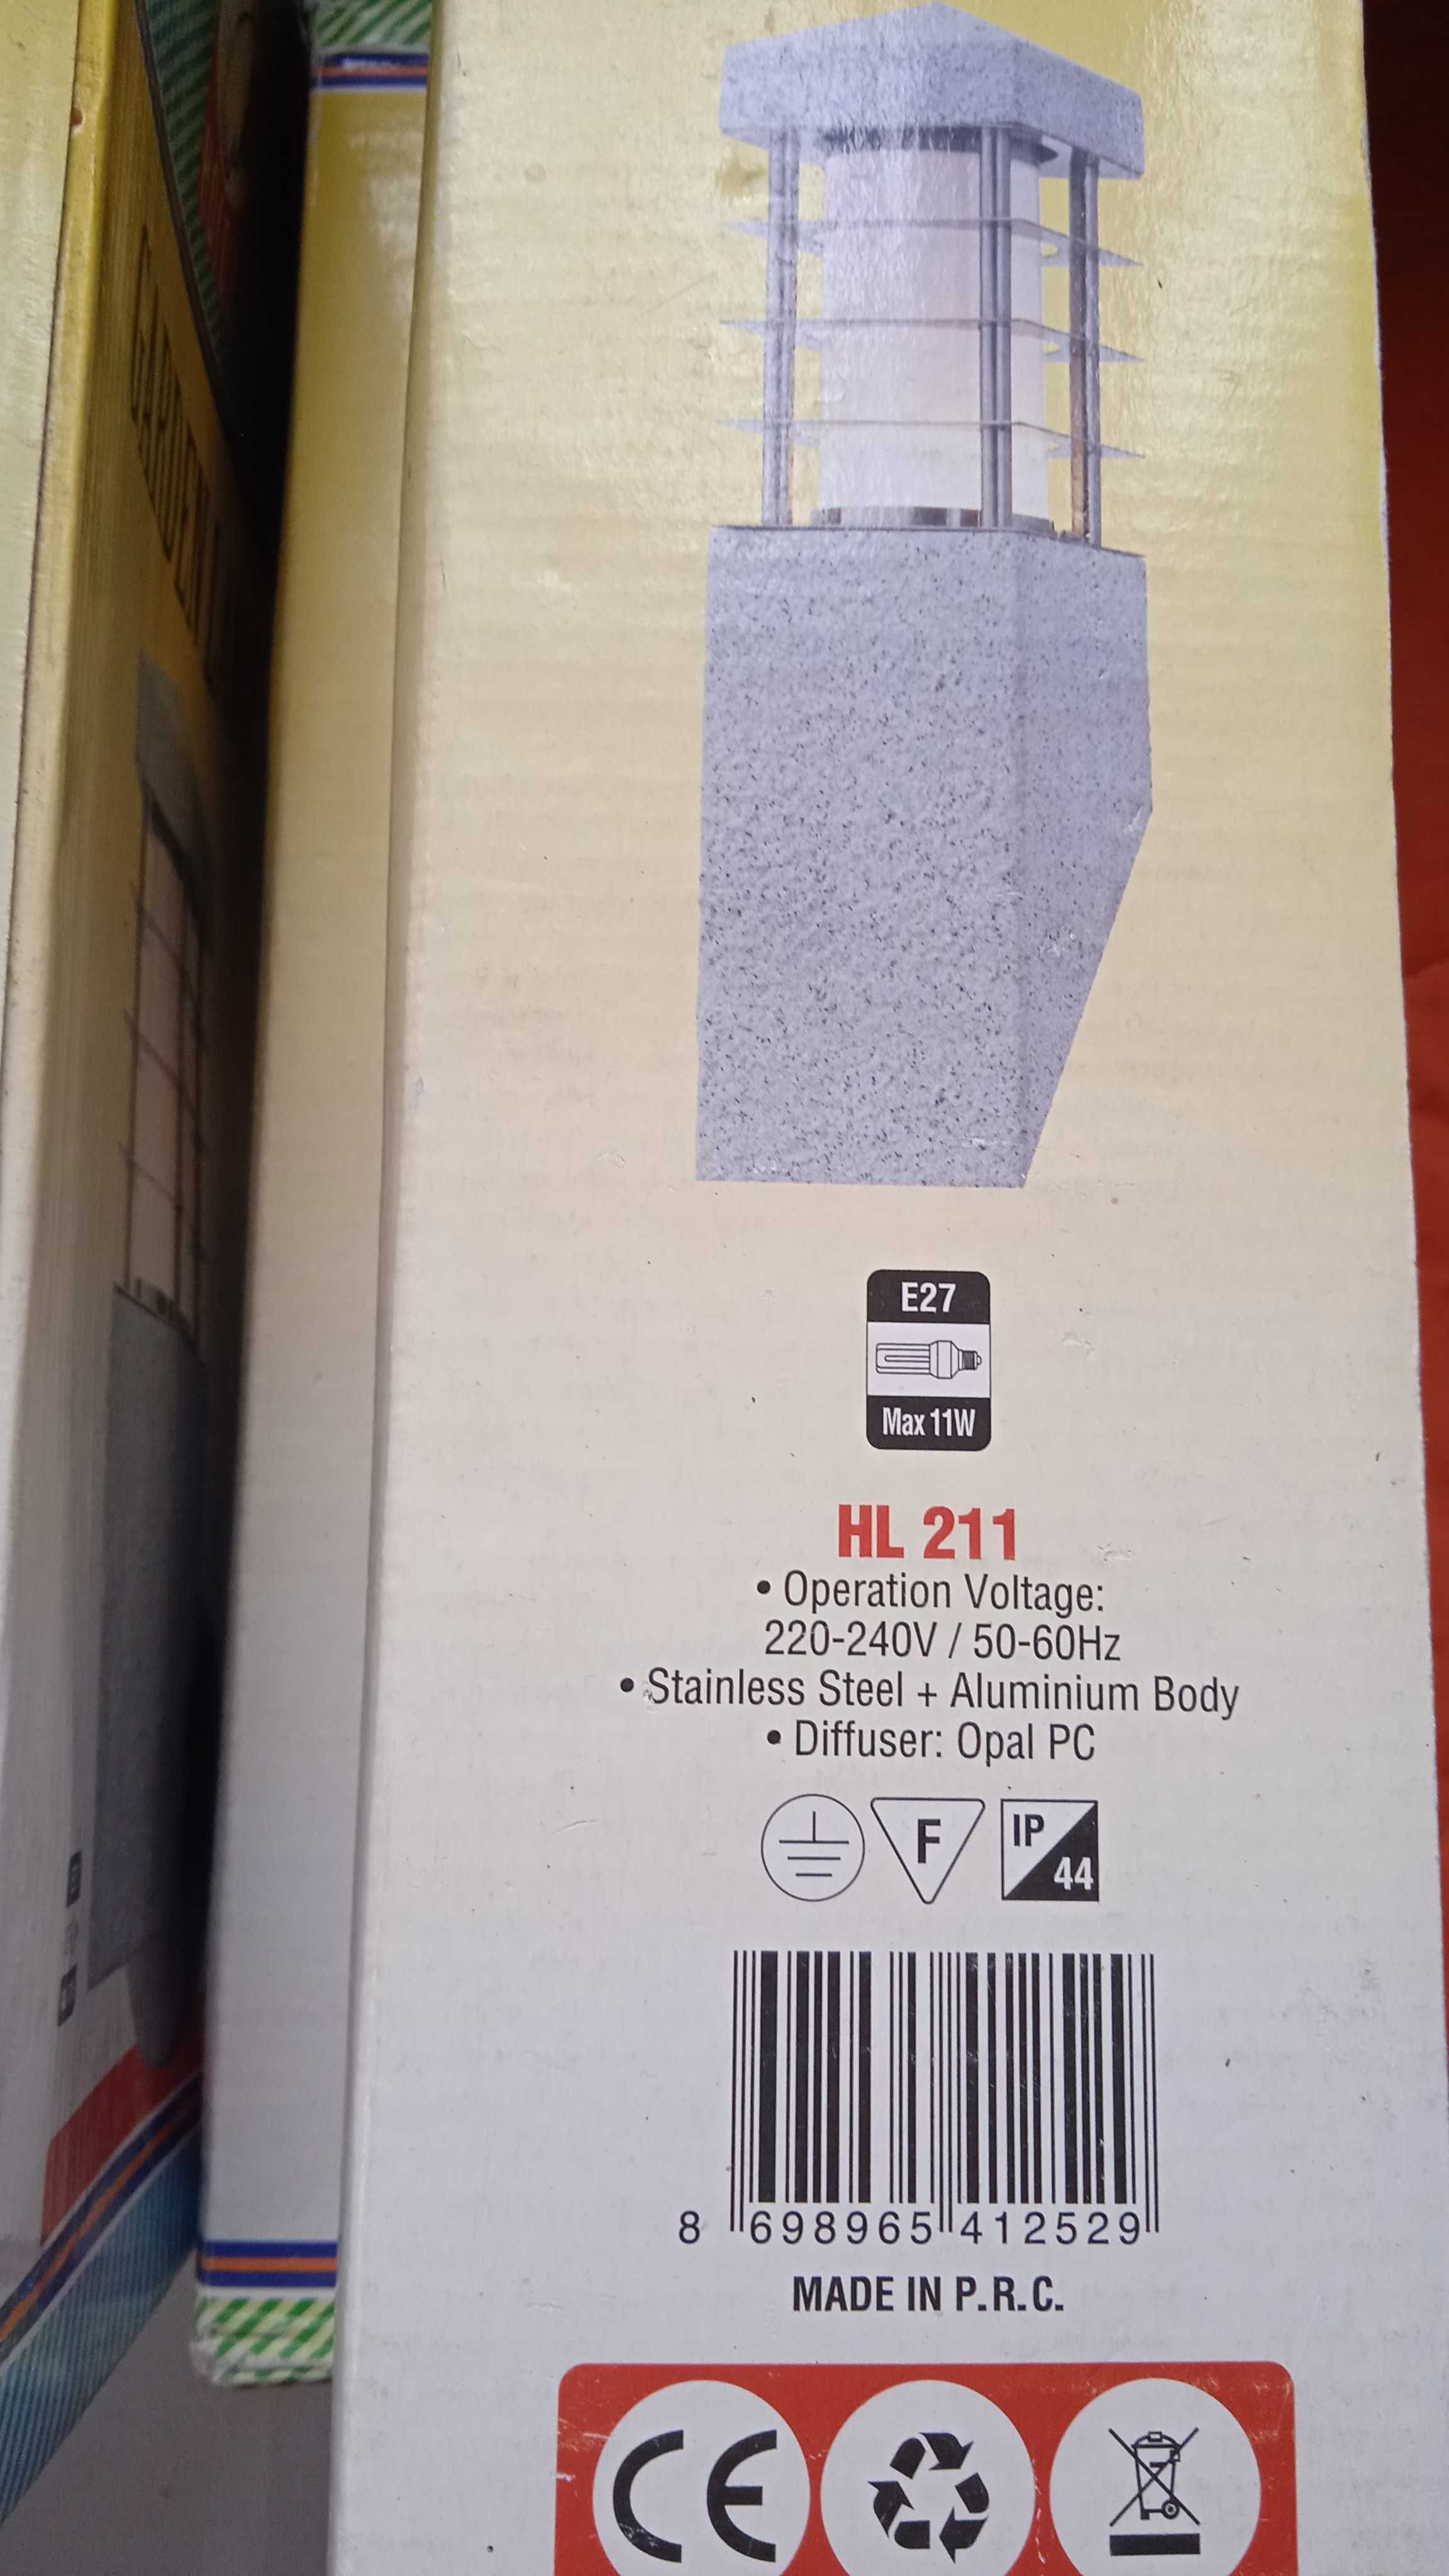 E27
Max 11W
HL 211
• Operation Voltage:
220-240V / 50-60Hz
• Stainless Steel + Aluminium Body
• Diffuser: Opal PC
F
IP
44
8 698965 412529
MADE IN P.R.C.
CE